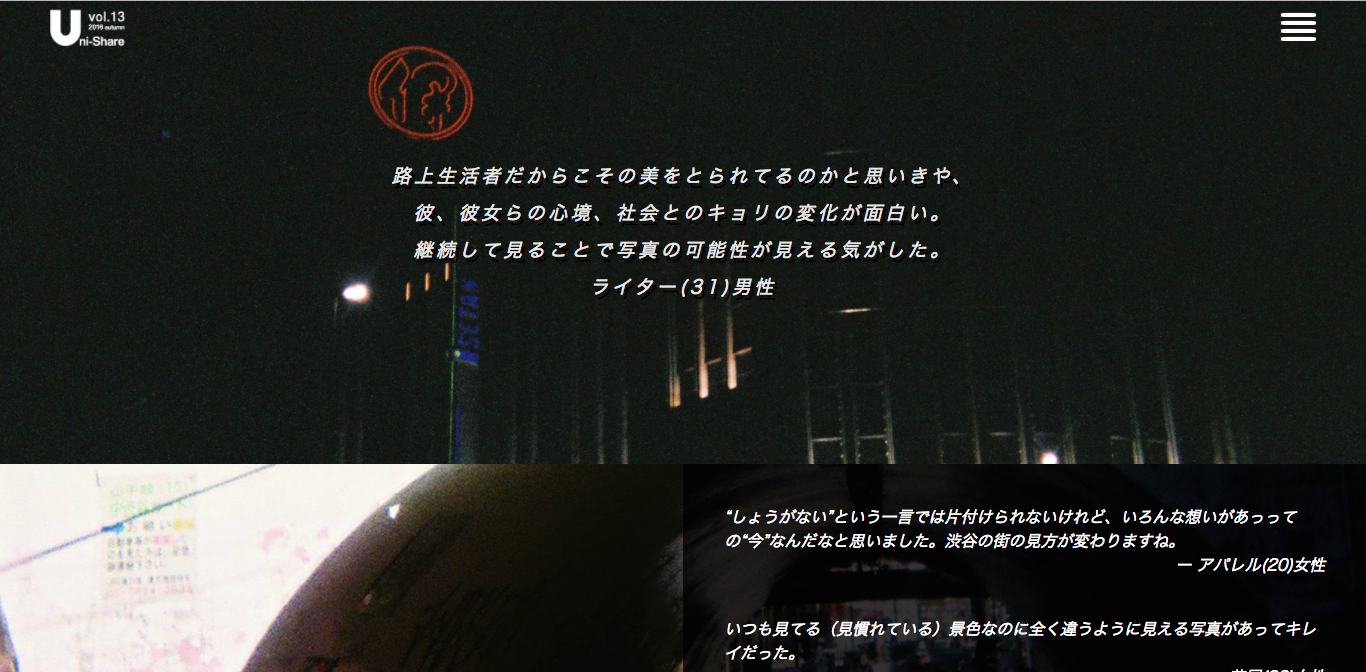 vol.13
2016 autumn
Uni-Share
路上生活者だからこその美をとられてるのかと思いきや、
彼、彼女らの心境、社会とのキョリの変化が面白い。
継続して見ることで写真の可能性が見える気がした。
ライター(31)男性
“しょうがない”という一言では片付けられないけれど、いろんな想いがあっって
の“今”なんだなと思いました。渋谷の街の見方が変わりますね。
ー アパレル(20)女性
いつも見てる（見慣れている）景色なのに全く違うように見える写真があってキレ
イだった。